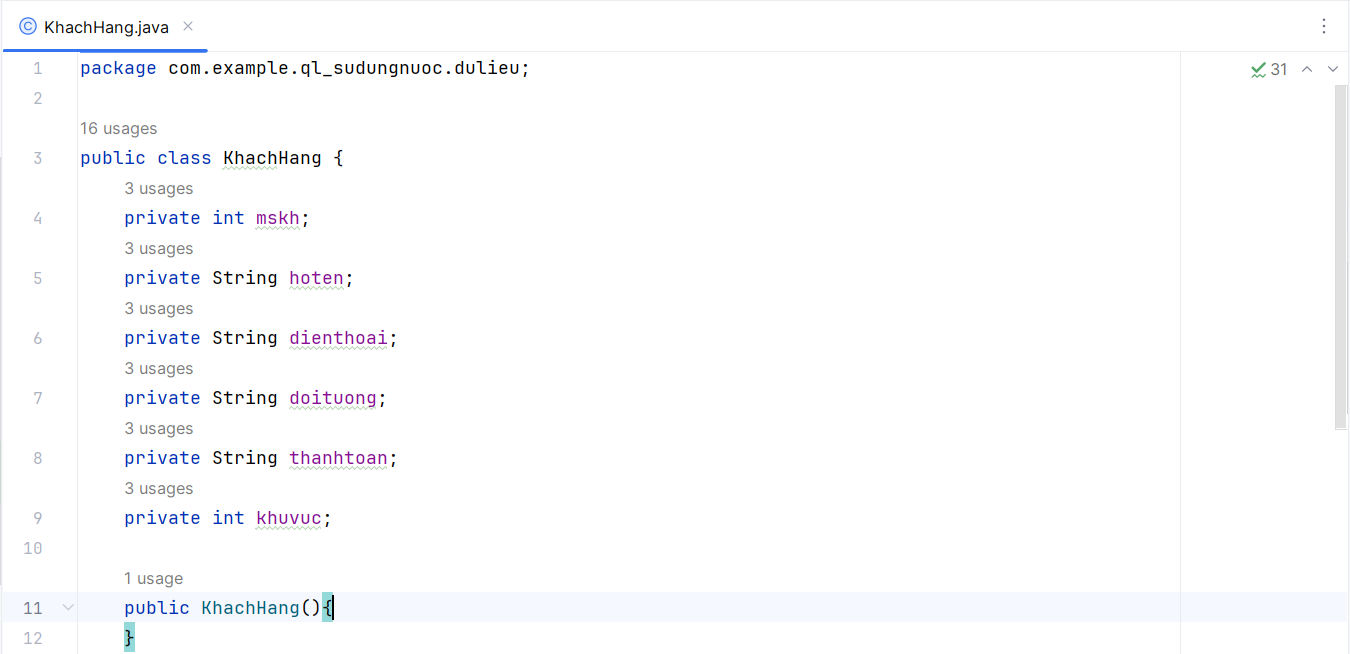 KhachHang.java
1 package com.example.ql_sudungnuoc.dulieu;
31
2
16 usages
3 public class KhachHang {
3 usages
4 private int mskh;
3 usages
5 private String hoten;
3 usages
6 private String dienthoai;
3 usages
7 private String doituong;
3 usages
8 private String thanhtoan;
3 usages
9 private int khuvuc;
10
1 usage
11 public KhachHang(){
12 }